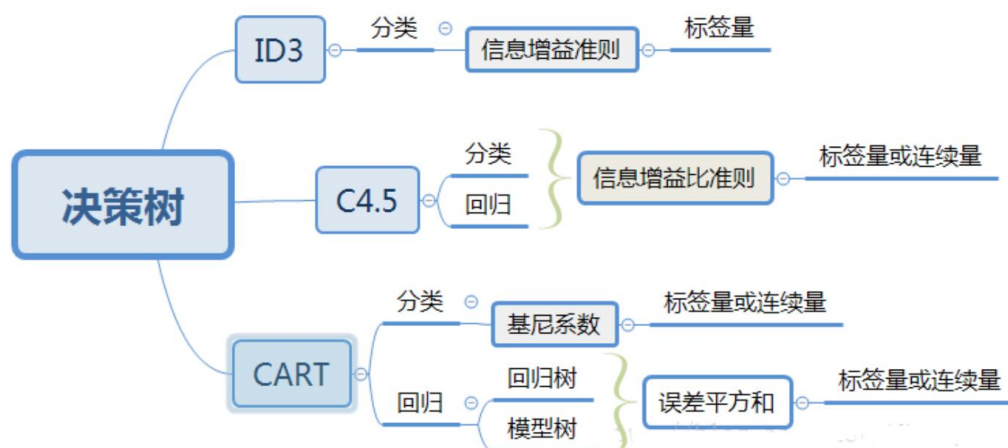 决策树
ID3
分类
信息增益准则
标签量
C4.5
分类
回归
信息增益比准则
标签量或连续量
CART
分类
基尼系数
标签量或连续量
回归
回归树
模型树
误差平方和
标签量或连续量